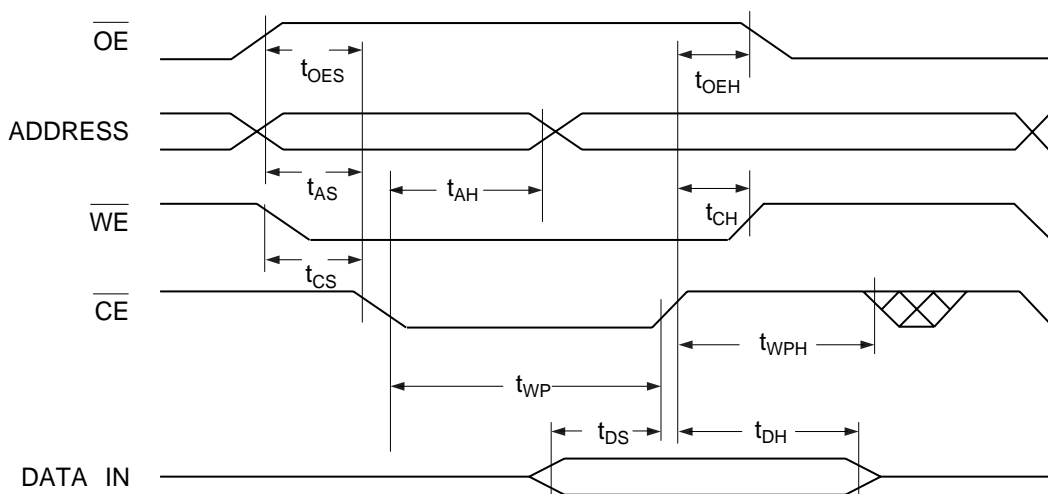 OE
tOES
tOEH
ADDRESS
tAS
tAH
tCH
WE
tCS
CE
tWPH
tWP
tDS
tDH
DATA IN